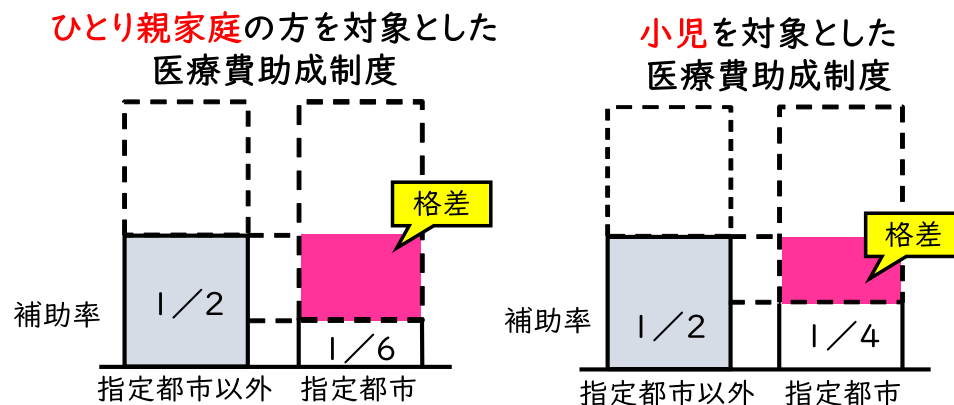 ひとり親家庭の方を対象とした
医療費助成制度
格差
1／2
補助率
1／6
指定都市以外
指定都市
小児を対象とした
医療費助成制度
格差
補助率
1／2
1／4
指定都市以外
指定都市